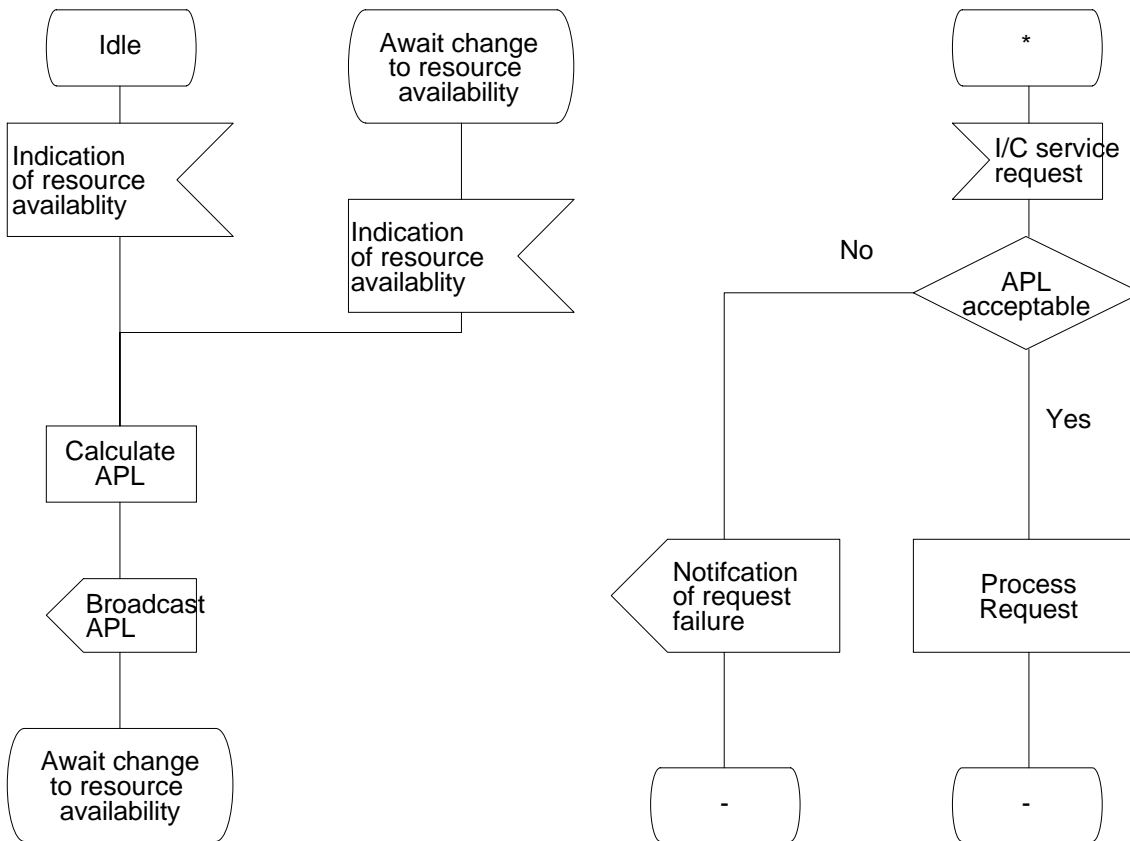 Idle
Indication
of resource
availablity
Await change
to resource
availability
Indication
of resource
availablity
Calculate
APL
Broadcast
APL
Await change
to resource
availability
*
I/C service
request
APL
acceptable
No
Yes
Notifcation
of request
failure
Process
Request
-
-